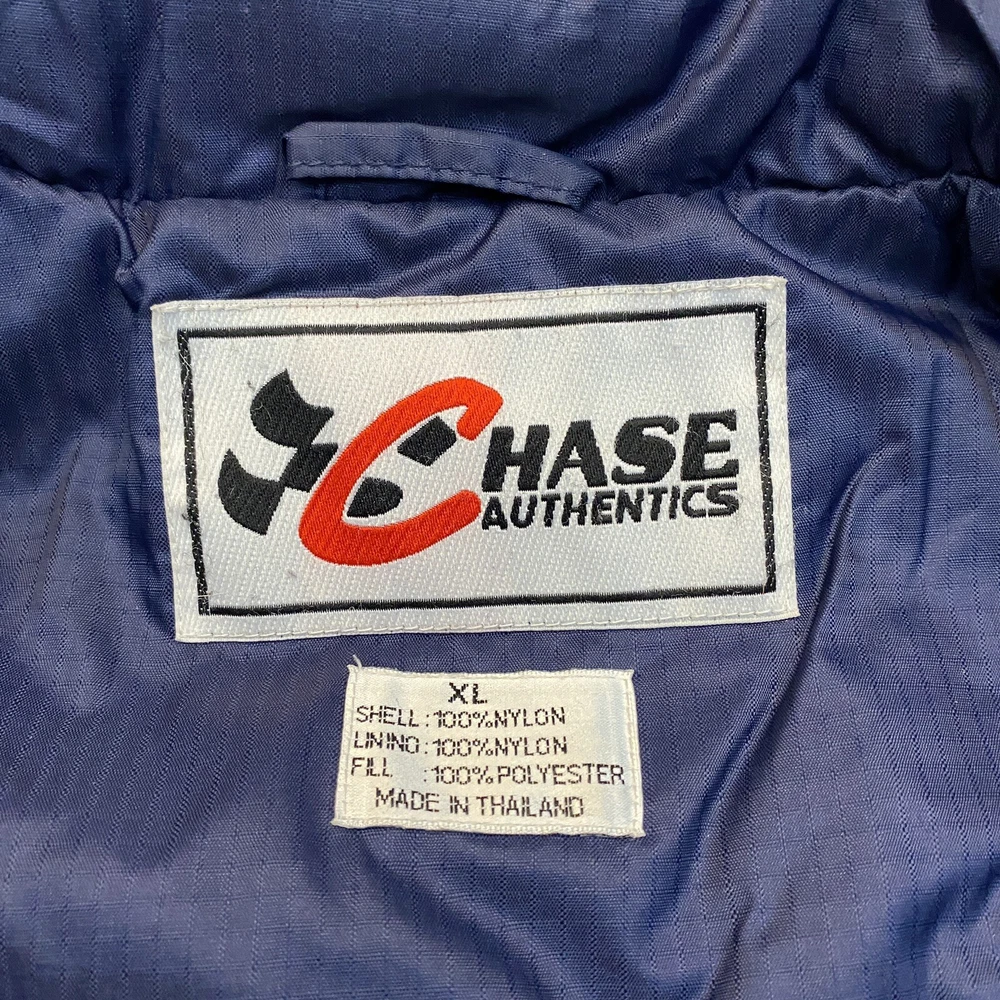 CHASE
AUTHENTICS
XL
SHELL:100%NYLON
LINING:100%NYLON
FILL :100%POLYESTER
MADE IN THAILAND